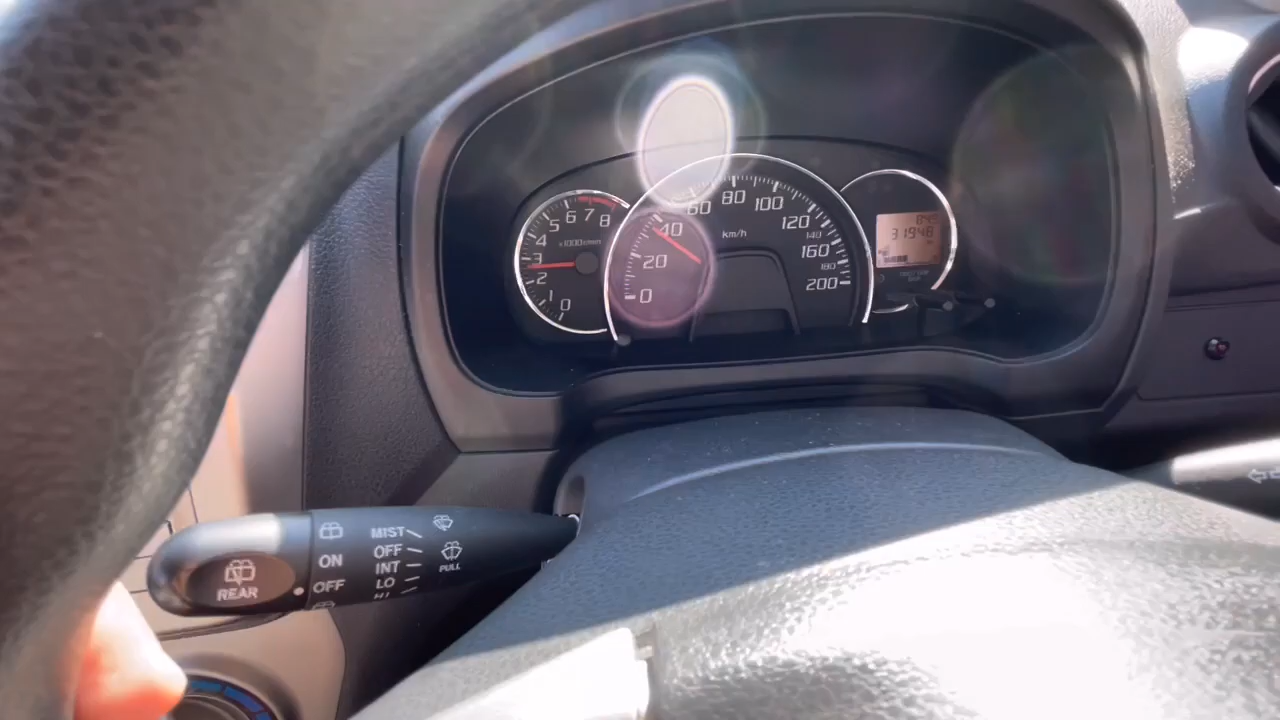 0 1 2 3 4 5 6 7 8
x1000r/min
0 20 40 60 80 100 120 140 160 180 200
km/h
31948
MIST
OFF
INT
LO
HI
PULL
ON
OFF
REAR